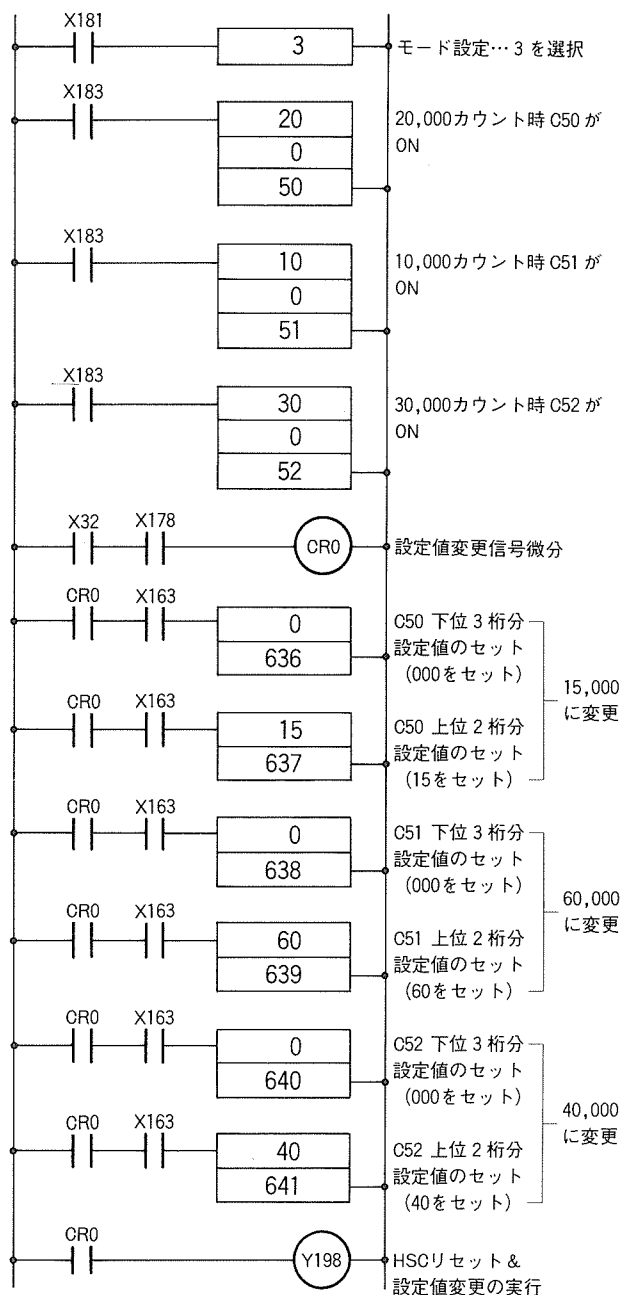 X181
3
モード設定…3を選択
X183
20
0
50
20,000カウント時C50が
ON
X183
10
0
51
10,000カウント時C51が
ON
X183
30
0
52
30,000カウント時C52が
ON
X32 X178
CR0
設定値変更信号微分
CR0 X163
0
636
C50 下位3桁分
設定値のセット
(000をセット)
CR0 X163
15
637
C50 上位2桁分
設定値のセット
(15をセット)
15,000
に変更
CR0 X163
0
638
C51 下位3桁分
設定値のセット
(000をセット)
CR0 X163
60
639
C51 上位2桁分
設定値のセット
(60をセット)
60,000
に変更
CR0 X163
0
640
C52 下位3桁分
設定値のセット
(000をセット)
CR0 X163
40
641
C52 上位2桁分
設定値のセット
(40をセット)
40,000
に変更
CR0
Y198
HSCリセット&
設定値変更の実行